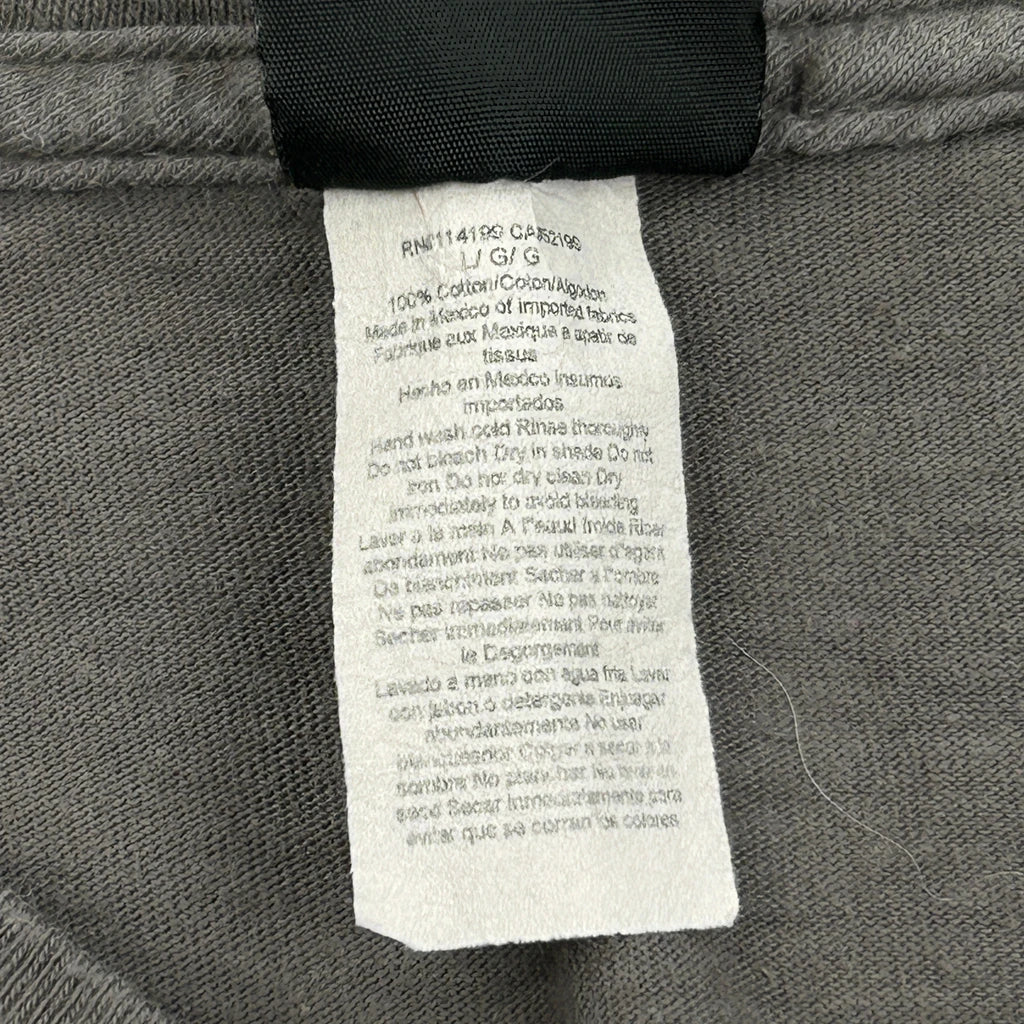 RN#114199 CA#52199
L/ G/ G
100% Cotton/Coton/Algodon
Made in Mexico of imported fabrics
Fabrique aux Mexique a apatir de
tissus
Hecho en Mexico Insumos
importados
Hand wash cold Rinse thoroughly
Do not bleach Dry in shade Do not
iron Do not dry clean Dry
immediately to avoid bleeding
Laver a la main A l'eau Rincer
abondament Ne pas utiliser d'agent
De blanchiment Secher a l'ombre
Ne pas repasser Ne pas nettoyer
Secher immediatement Pour eviter
le Degorgement
Lavado a mano con agua fria Lavar
con jabon o detergente Enjuagar
abundantemente No usar
blanqueador Colgar a secar a la
sombra No planchar No lavar en
seco Secar inmediatamente para
evitar que se corran los colores